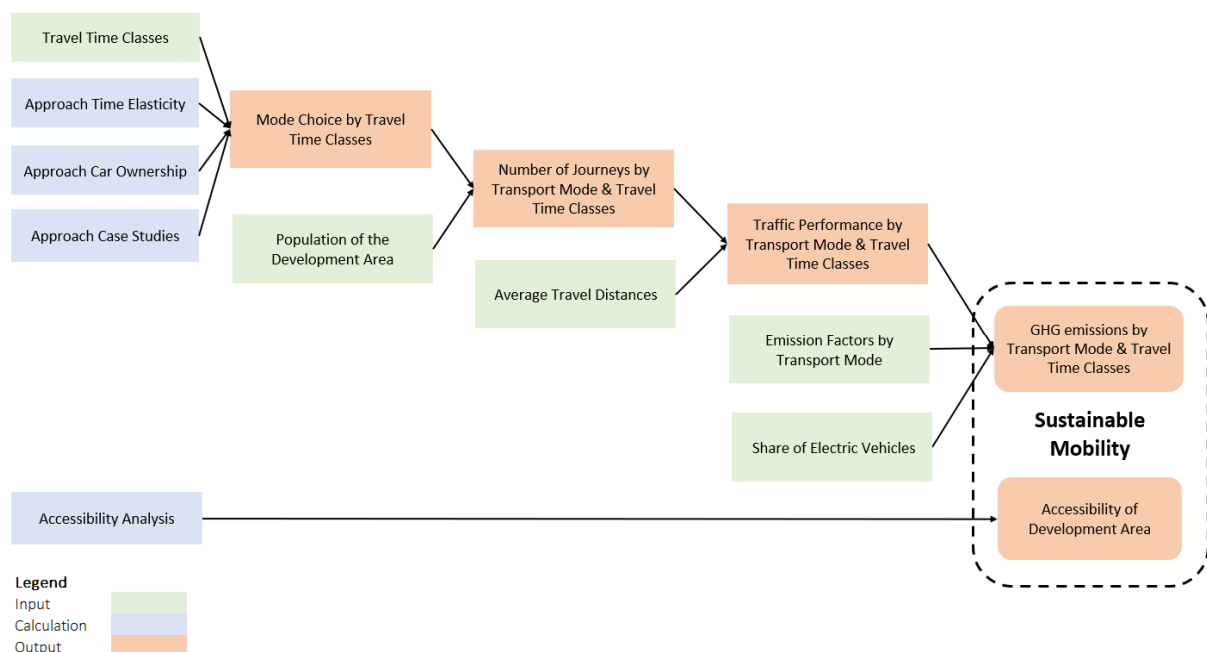 Travel Time Classes
Approach Time Elasticity
Approach Car Ownership
Approach Case Studies
Mode Choice by Travel
Time Classes
Population of the
Development Area
Number of Journeys by
Transport Mode & Travel
Time Classes
Average Travel Distances
Traffic Performance by
Transport Mode & Travel
Time Classes
Emission Factors by
Transport Mode
Share of Electric Vehicles
GHG emissions by
Transport Mode & Travel
Time Classes
Sustainable
Mobility
Accessibility Analysis
Accessibility of
Development Area
Legend
Input
Calculation
Output